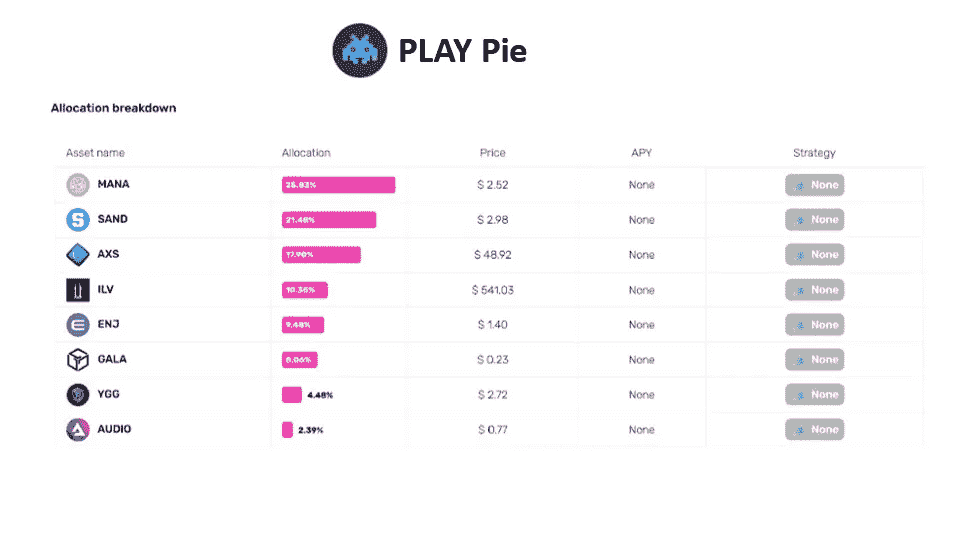 PLAY Pie
Allocation breakdown
Asset name Allocation Price APY Strategy
MANA 25.83% $ 2.52 None None
SAND 21.48% $ 2.98 None None
AXS 17.90% $ 48.92 None None
ILV 10.36% $ 541.03 None None
ENJ 9.48% $ 1.40 None None
GALA 8.06% $ 0.23 None None
YGG 4.48% $ 2.72 None None
AUDIO 2.39% $ 0.77 None None